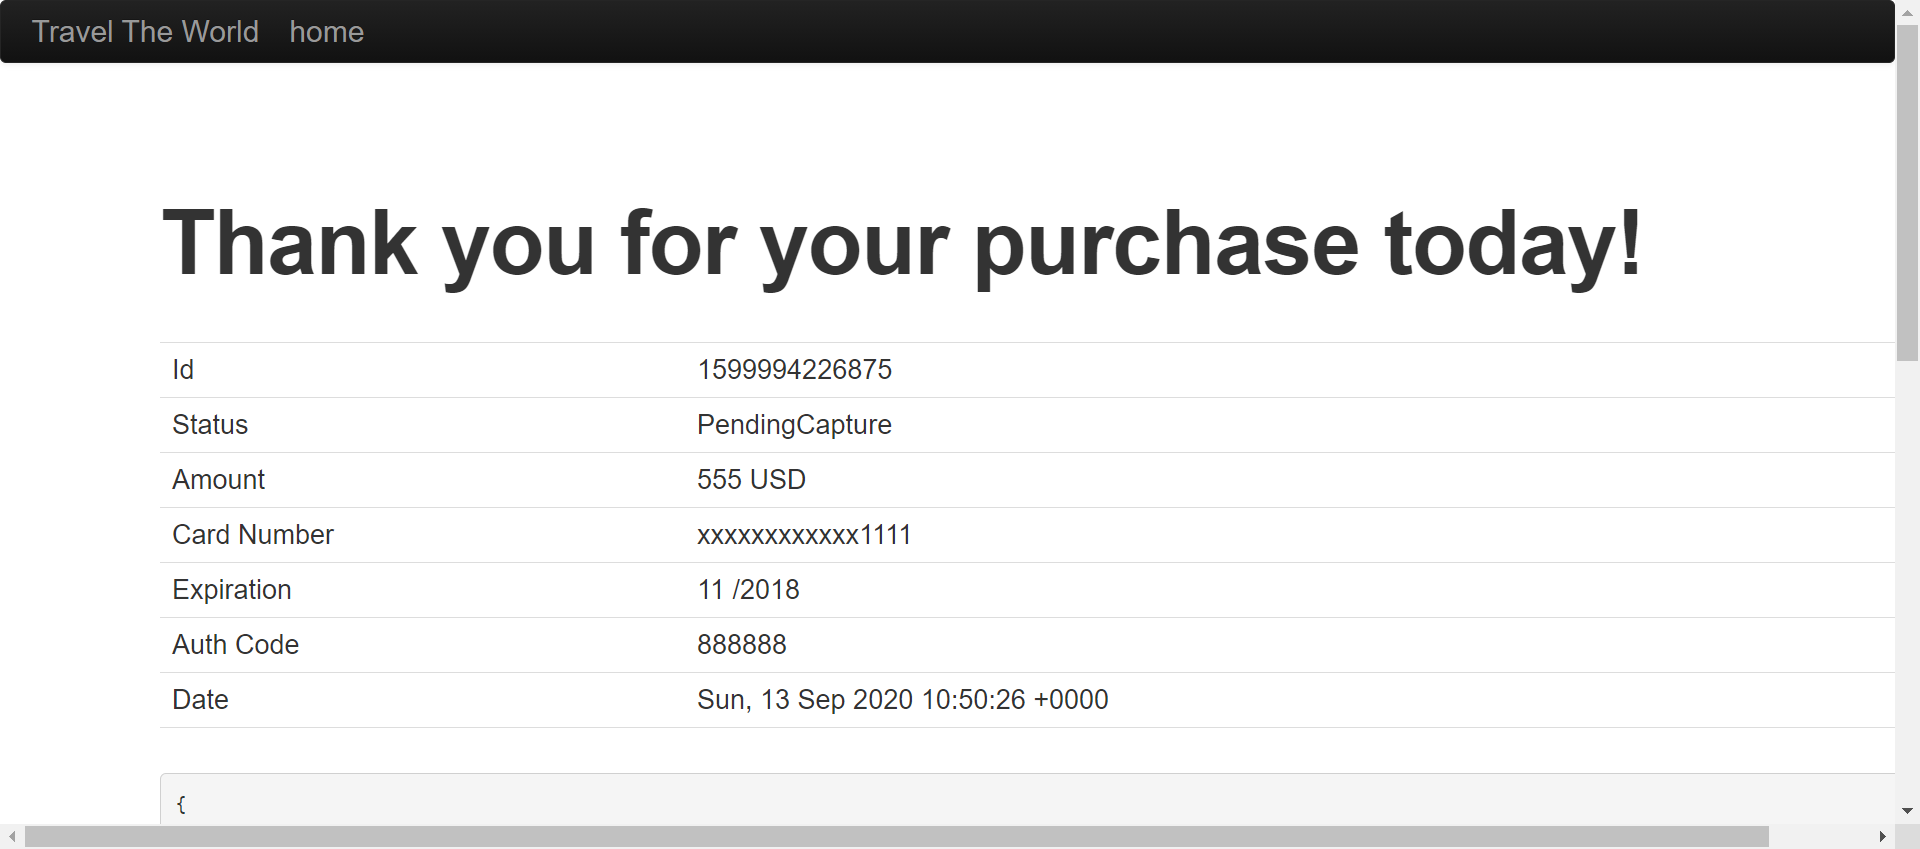 Travel The World home
Thank you for your purchase today!
Id 1599994226875
Status PendingCapture
Amount 555 USD
Card Number xxxxxxxxxxxx1111
Expiration 11 /2018
Auth Code 888888
Date Sun, 13 Sep 2020 10:50:26 +0000
{